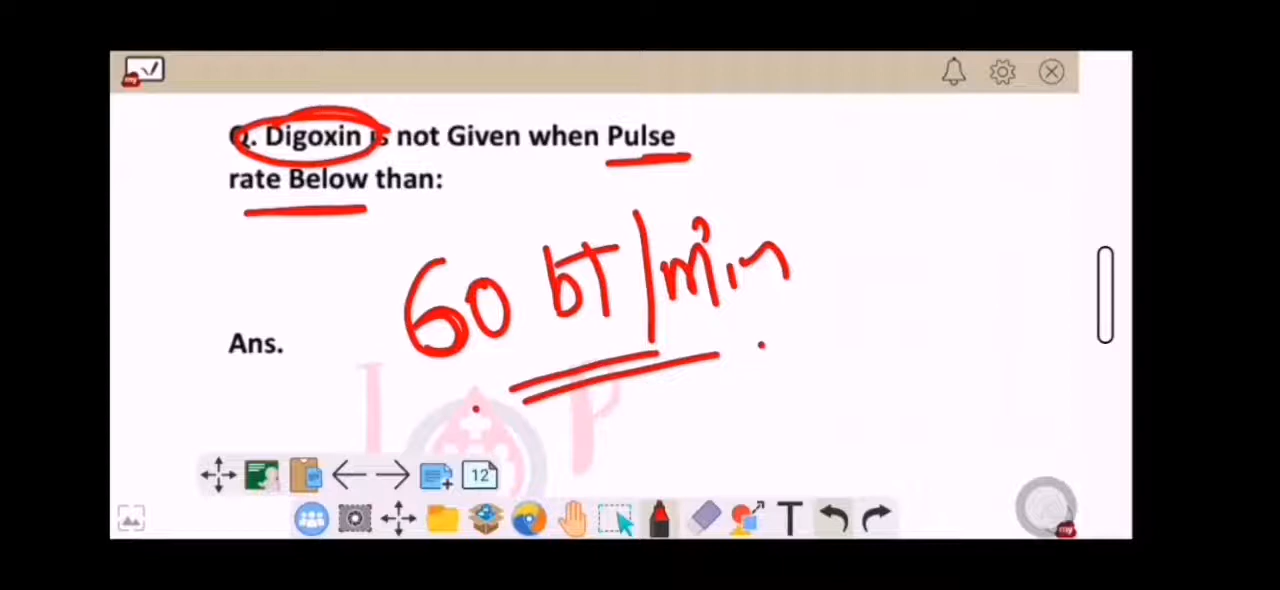 Q. Digoxin is not Given when Pulse
rate Below than:
60 bT/min
Ans.
I P
12
T